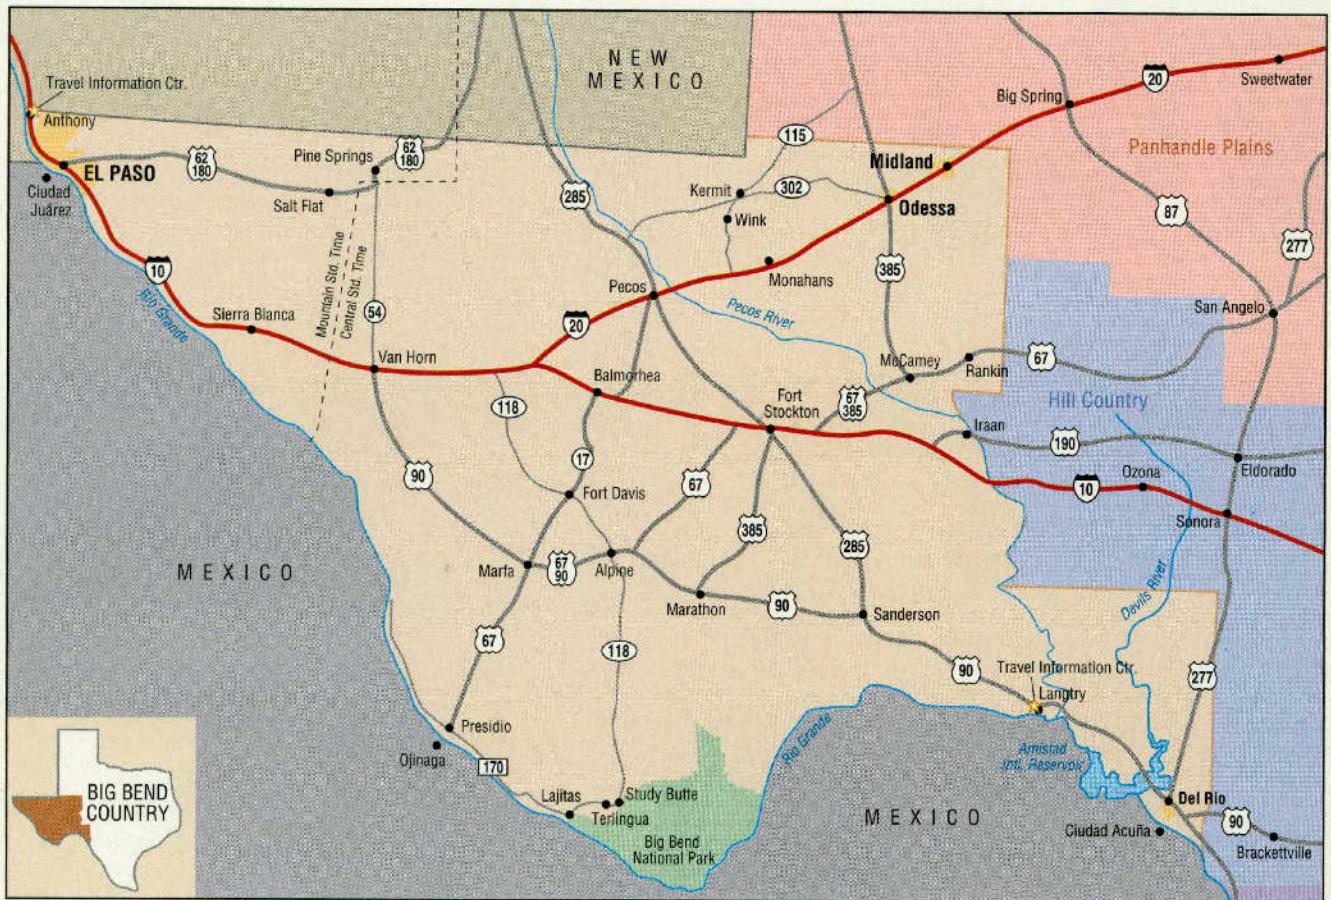 NEW
MEXICO
Travel Information Ctr.
Anthony
EL PASO
Ciudad
Juárez
62
180
Pine Springs
62
180
Salt Flat
285
115
Kermit
302
Wink
Midland
Odessa
Big Spring
20
Sweetwater
Panhandle Plains
87
277
385
Monahans
10
Rio Grande
Sierra Blanca
Mountain Std. Time
Central Std. Time
54
Van Horn
Pecos
20
Pecos River
San Angelo
McCamey
Rankin
67
Balmorhea
118
Fort
Stockton
67
385
Hill Country
Iraan
190
Ozona
Eldorado
10
Sonora
90
17
Fort Davis
67
385
285
MEXICO
Marfa
67
90
Alpine
Marathon
90
Sanderson
Devils River
67
118
90
Travel Information Ctr.
Langtry
277
Presidio
Ojinaga
170
Rio Grande
Amistad
Intl. Reservoir
Lajitas
Study Butte
Terlingua
Big Bend
National Park
MEXICO
Del Rio
Ciudad Acuña
90
Brackettville
BIG BEND
COUNTRY